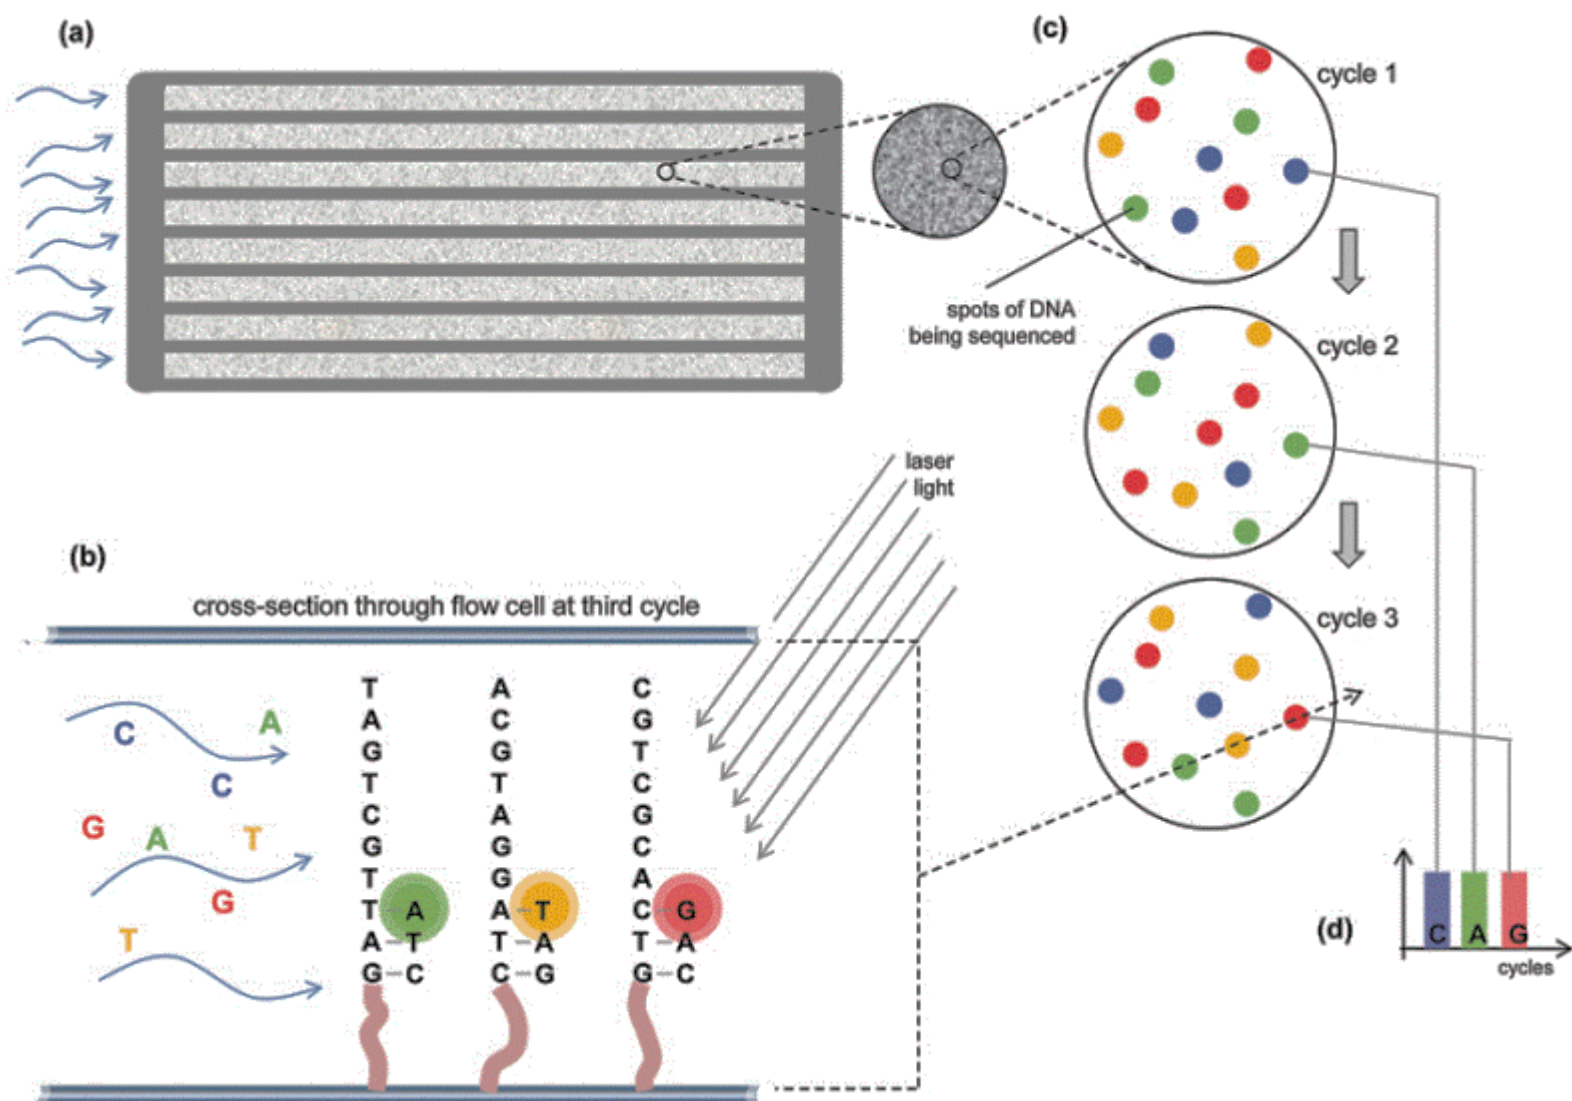 (a)
(c)
cycle 1
spots of DNA
being sequenced
cycle 2
laser
light
(b)
cross-section through flow cell at third cycle
cycle 3
T A C
A C G
C A G T
G T C
C T A G
G A T C G
G G A
T G A
T A A T C G
A T T A T A
G C C G G C
(d)
C A G
cycles